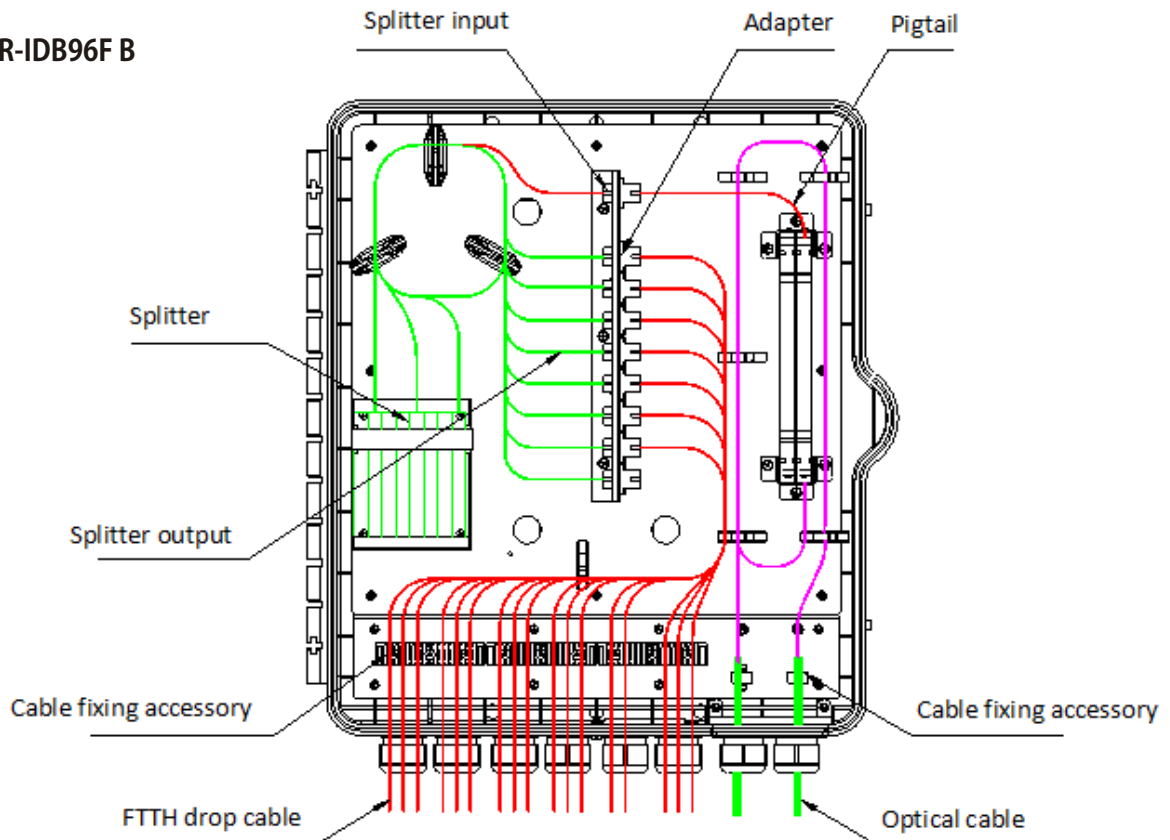 Splitter input
Adapter
Pigtail
R-IDB96F B
Splitter
Splitter output
Cable fixing accessory
Cable fixing accessory
FTTH drop cable
Optical cable